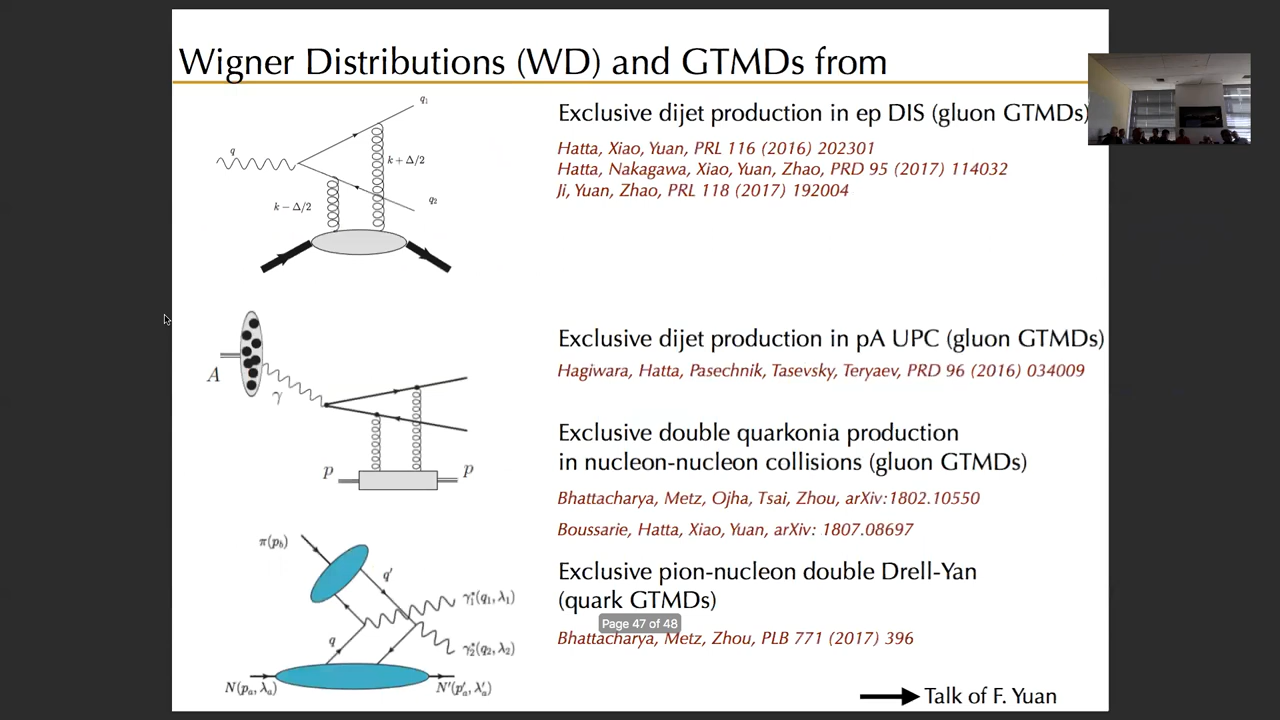 Wigner Distributions (WD) and GTMDs from
q
q₁
k + Δ/2
k − Δ/2
q₂
Exclusive dijet production in ep DIS (gluon GTMDs)
Hatta, Xiao, Yuan, PRL 116 (2016) 202301
Hatta, Nakagawa, Xiao, Yuan, Zhao, PRD 95 (2017) 114032
Ji, Yuan, Zhao, PRL 118 (2017) 192004
A
γ
p
p
Exclusive dijet production in pA UPC (gluon GTMDs)
Hagiwara, Hatta, Pasechnik, Tasevsky, Teryaev, PRD 96 (2016) 034009
Exclusive double quarkonia production
in nucleon-nucleon collisions (gluon GTMDs)
Bhattacharya, Metz, Ojha, Tsai, Zhou, arXiv:1802.10550
Boussarie, Hatta, Xiao, Yuan, arXiv: 1807.08697
π(p_b)
q′
γ₁*(q₁, λ₁)
q
γ₂*(q₂, λ₂)
N(pₐ, λₐ)
N′(p′ₐ, λ′ₐ)
Exclusive pion-nucleon double Drell-Yan
(quark GTMDs)
Page 47 of 48
Bhattacharya, Metz, Zhou, PLB 771 (2017) 396
Talk of F. Yuan